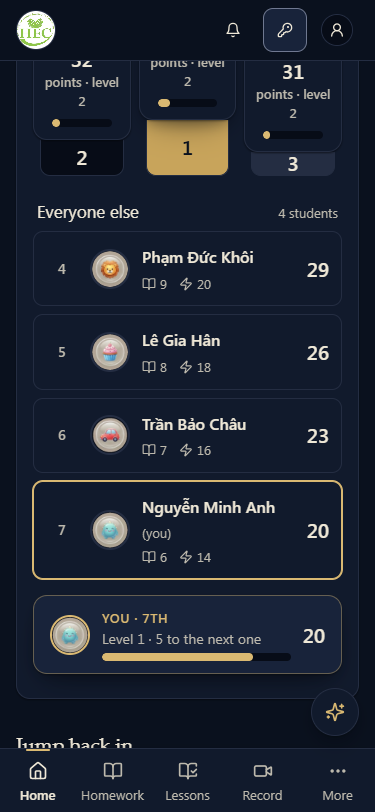 HEC
32
points · level
2
points · level
2
31
points · level
2
2
1
3
Everyone else
4 students
4
Phạm Đức Khôi
9
20
29
5
Lê Gia Hân
8
18
26
6
Trần Bảo Châu
7
16
23
7
Nguyễn Minh Anh
(you)
6
14
20
YOU · 7TH
Level 1 · 5 to the next one
20
Jump back in
Home
Homework
Lessons
Record
More